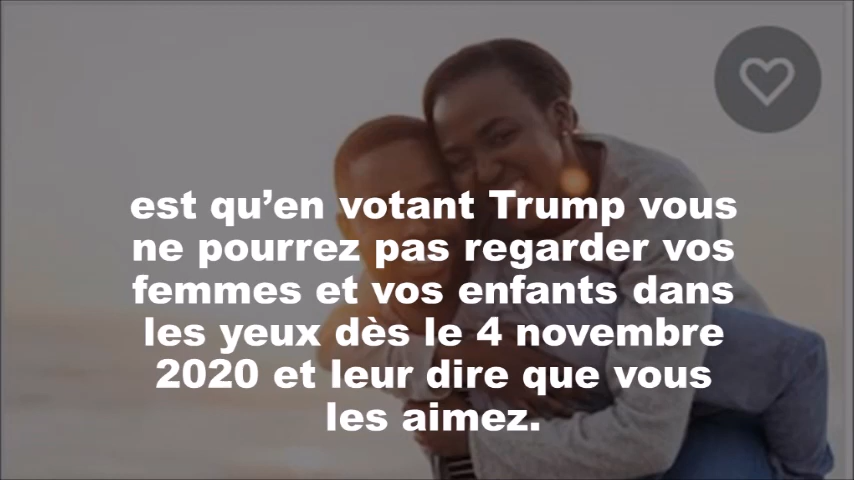 est qu’en votant Trump vous
ne pourrez pas regarder vos
femmes et vos enfants dans
les yeux dès le 4 novembre
2020 et leur dire que vous
les aimez.